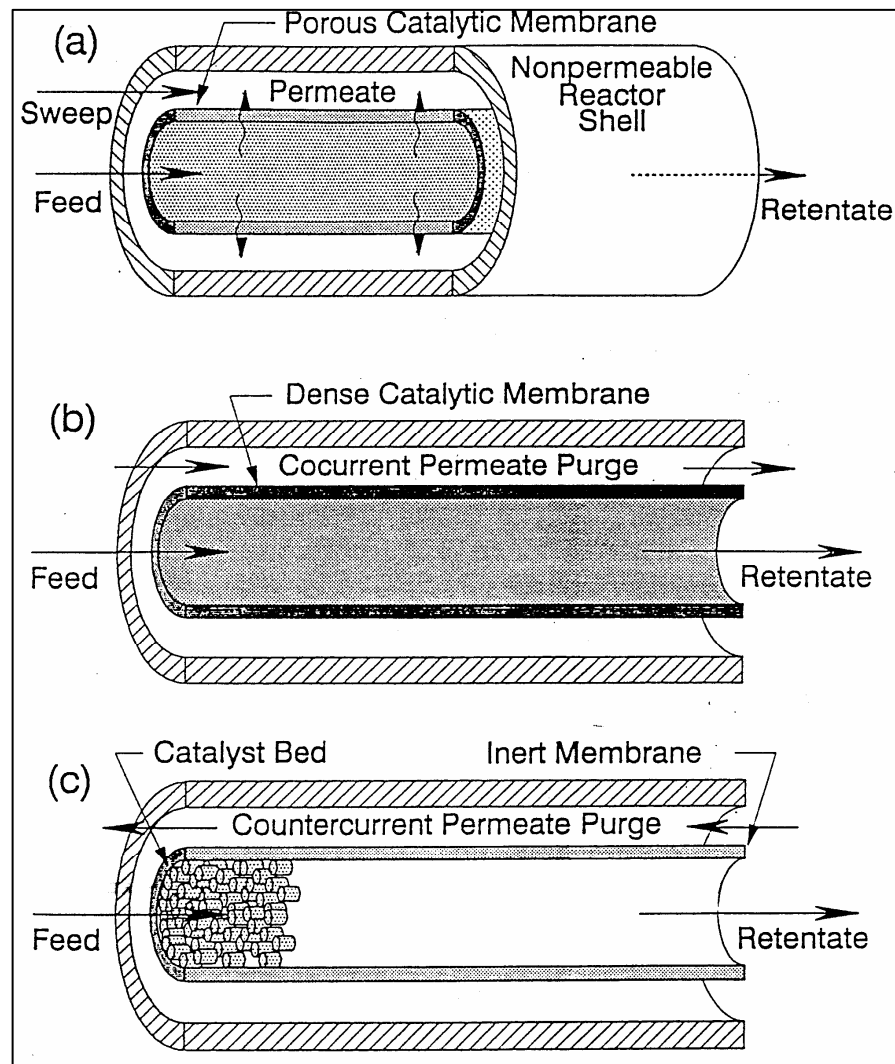 (a)
Porous Catalytic Membrane
Nonpermeable
Reactor
Shell
Permeate
Sweep
Feed
Retentate
(b)
Dense Catalytic Membrane
Cocurrent Permeate Purge
Feed
Retentate
Catalyst Bed
Inert Membrane
(c)
Countercurrent Permeate Purge
Feed
Retentate